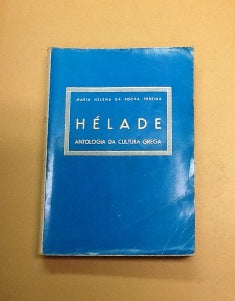 MARIA HELENA DA ROCHA PEREIRA
HÉLADE
ANTOLOGIA DA CULTURA GREGA